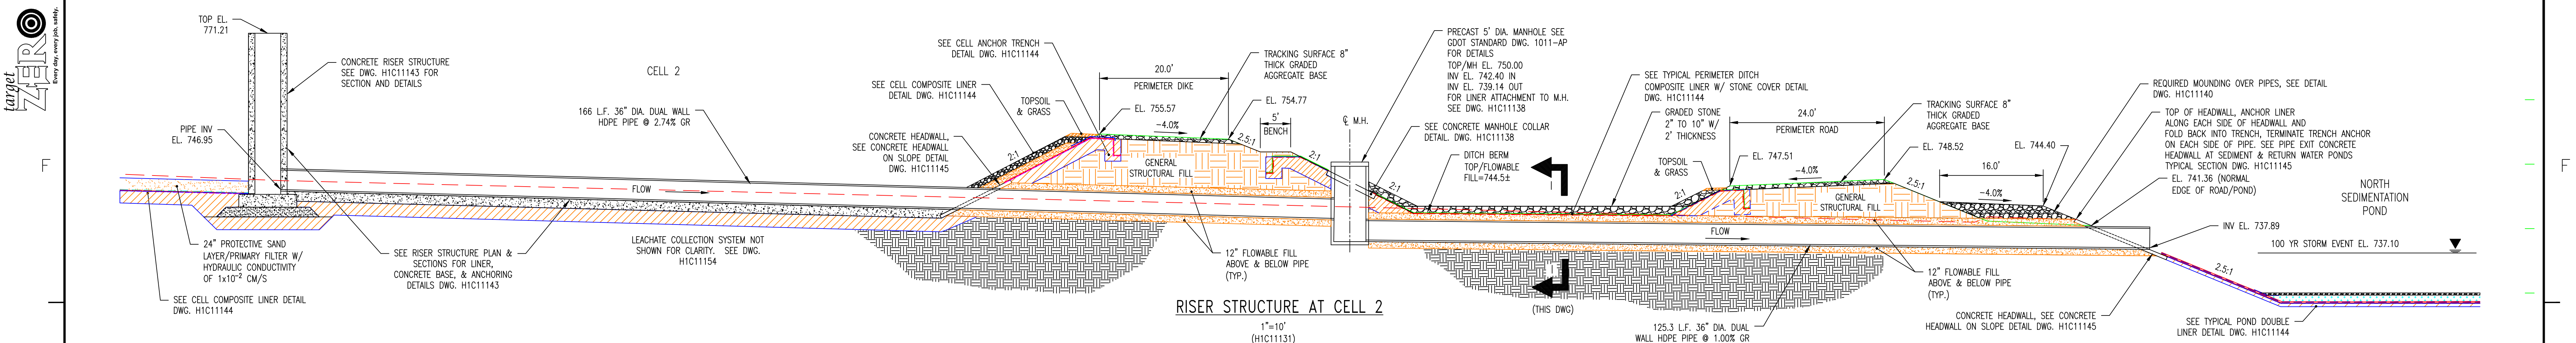 target
ZERO
Every day, every job, safely.
F
TOP EL.
771.21
CONCRETE RISER STRUCTURE
SEE DWG. H1C11143 FOR
SECTION AND DETAILS
PIPE INV
EL. 746.95
24" PROTECTIVE SAND
LAYER/PRIMARY FILTER W/
HYDRAULIC CONDUCTIVITY
OF 1x10⁻² CM/S
SEE CELL COMPOSITE LINER DETAIL
DWG. H1C11144
SEE RISER STRUCTURE PLAN &
SECTIONS FOR LINER,
CONCRETE BASE, & ANCHORING
DETAILS DWG. H1C11143
CELL 2
166 L.F. 36" DIA. DUAL WALL
HDPE PIPE @ 2.74% GR
FLOW
LEACHATE COLLECTION SYSTEM NOT
SHOWN FOR CLARITY. SEE DWG.
H1C11154
SEE CELL ANCHOR TRENCH
DETAIL DWG. H1C11144
SEE CELL COMPOSITE LINER
DETAIL DWG. H1C11144
CONCRETE HEADWALL,
SEE CONCRETE HEADWALL
ON SLOPE DETAIL
DWG. H1C11145
2:1
TOPSOIL
& GRASS
20.0'
PERIMETER DIKE
EL. 755.57
-4.0%
TRACKING SURFACE 8"
THICK GRADED
AGGREGATE BASE
EL. 754.77
2.5:1
5'
BENCH
2:1
GENERAL
STRUCTURAL FILL
12" FLOWABLE FILL
ABOVE & BELOW PIPE
(TYP.)
℄ M.H.
PRECAST 5' DIA. MANHOLE SEE
GDOT STANDARD DWG. 1011-AP
FOR DETAILS
TOP/MH EL. 750.00
INV EL. 742.40 IN
INV EL. 739.14 OUT
FOR LINER ATTACHMENT TO M.H.
SEE DWG. H1C11138
SEE CONCRETE MANHOLE COLLAR
DETAIL. DWG. H1C11138
2:1
DITCH BERM
TOP/FLOWABLE
FILL=744.5±
(THIS DWG)
SEE TYPICAL PERIMETER DITCH
COMPOSITE LINER W/ STONE COVER DETAIL
DWG. H1C11144
GRADED STONE
2" TO 10" W/
2' THICKNESS
TOPSOIL
& GRASS
2:1
24.0'
PERIMETER ROAD
EL. 747.51
-4.0%
TRACKING SURFACE 8"
THICK GRADED
AGGREGATE BASE
EL. 748.52
2.5:1
GENERAL
STRUCTURAL FILL
FLOW
16.0'
-4.0%
EL. 744.40
REQUIRED MOUNDING OVER PIPES, SEE DETAIL
DWG. H1C11140
TOP OF HEADWALL, ANCHOR LINER
ALONG EACH SIDE OF HEADWALL AND
FOLD BACK INTO TRENCH, TERMINATE TRENCH ANCHOR
ON EACH SIDE OF PIPE. SEE PIPE EXIT CONCRETE
HEADWALL AT SEDIMENT & RETURN WATER PONDS
TYPICAL SECTION DWG. H1C11145
EL. 741.36 (NORMAL
EDGE OF ROAD/POND)
INV EL. 737.89
NORTH
SEDIMENTATION
POND
100 YR STORM EVENT EL. 737.10
2.5:1
12" FLOWABLE FILL
ABOVE & BELOW PIPE
(TYP.)
125.3 L.F. 36" DIA. DUAL
WALL HDPE PIPE @ 1.00% GR
CONCRETE HEADWALL, SEE CONCRETE
HEADWALL ON SLOPE DETAIL DWG. H1C11145
SEE TYPICAL POND DOUBLE
LINER DETAIL DWG. H1C11144
RISER STRUCTURE AT CELL 2
1"=10'
(H1C11131)
F